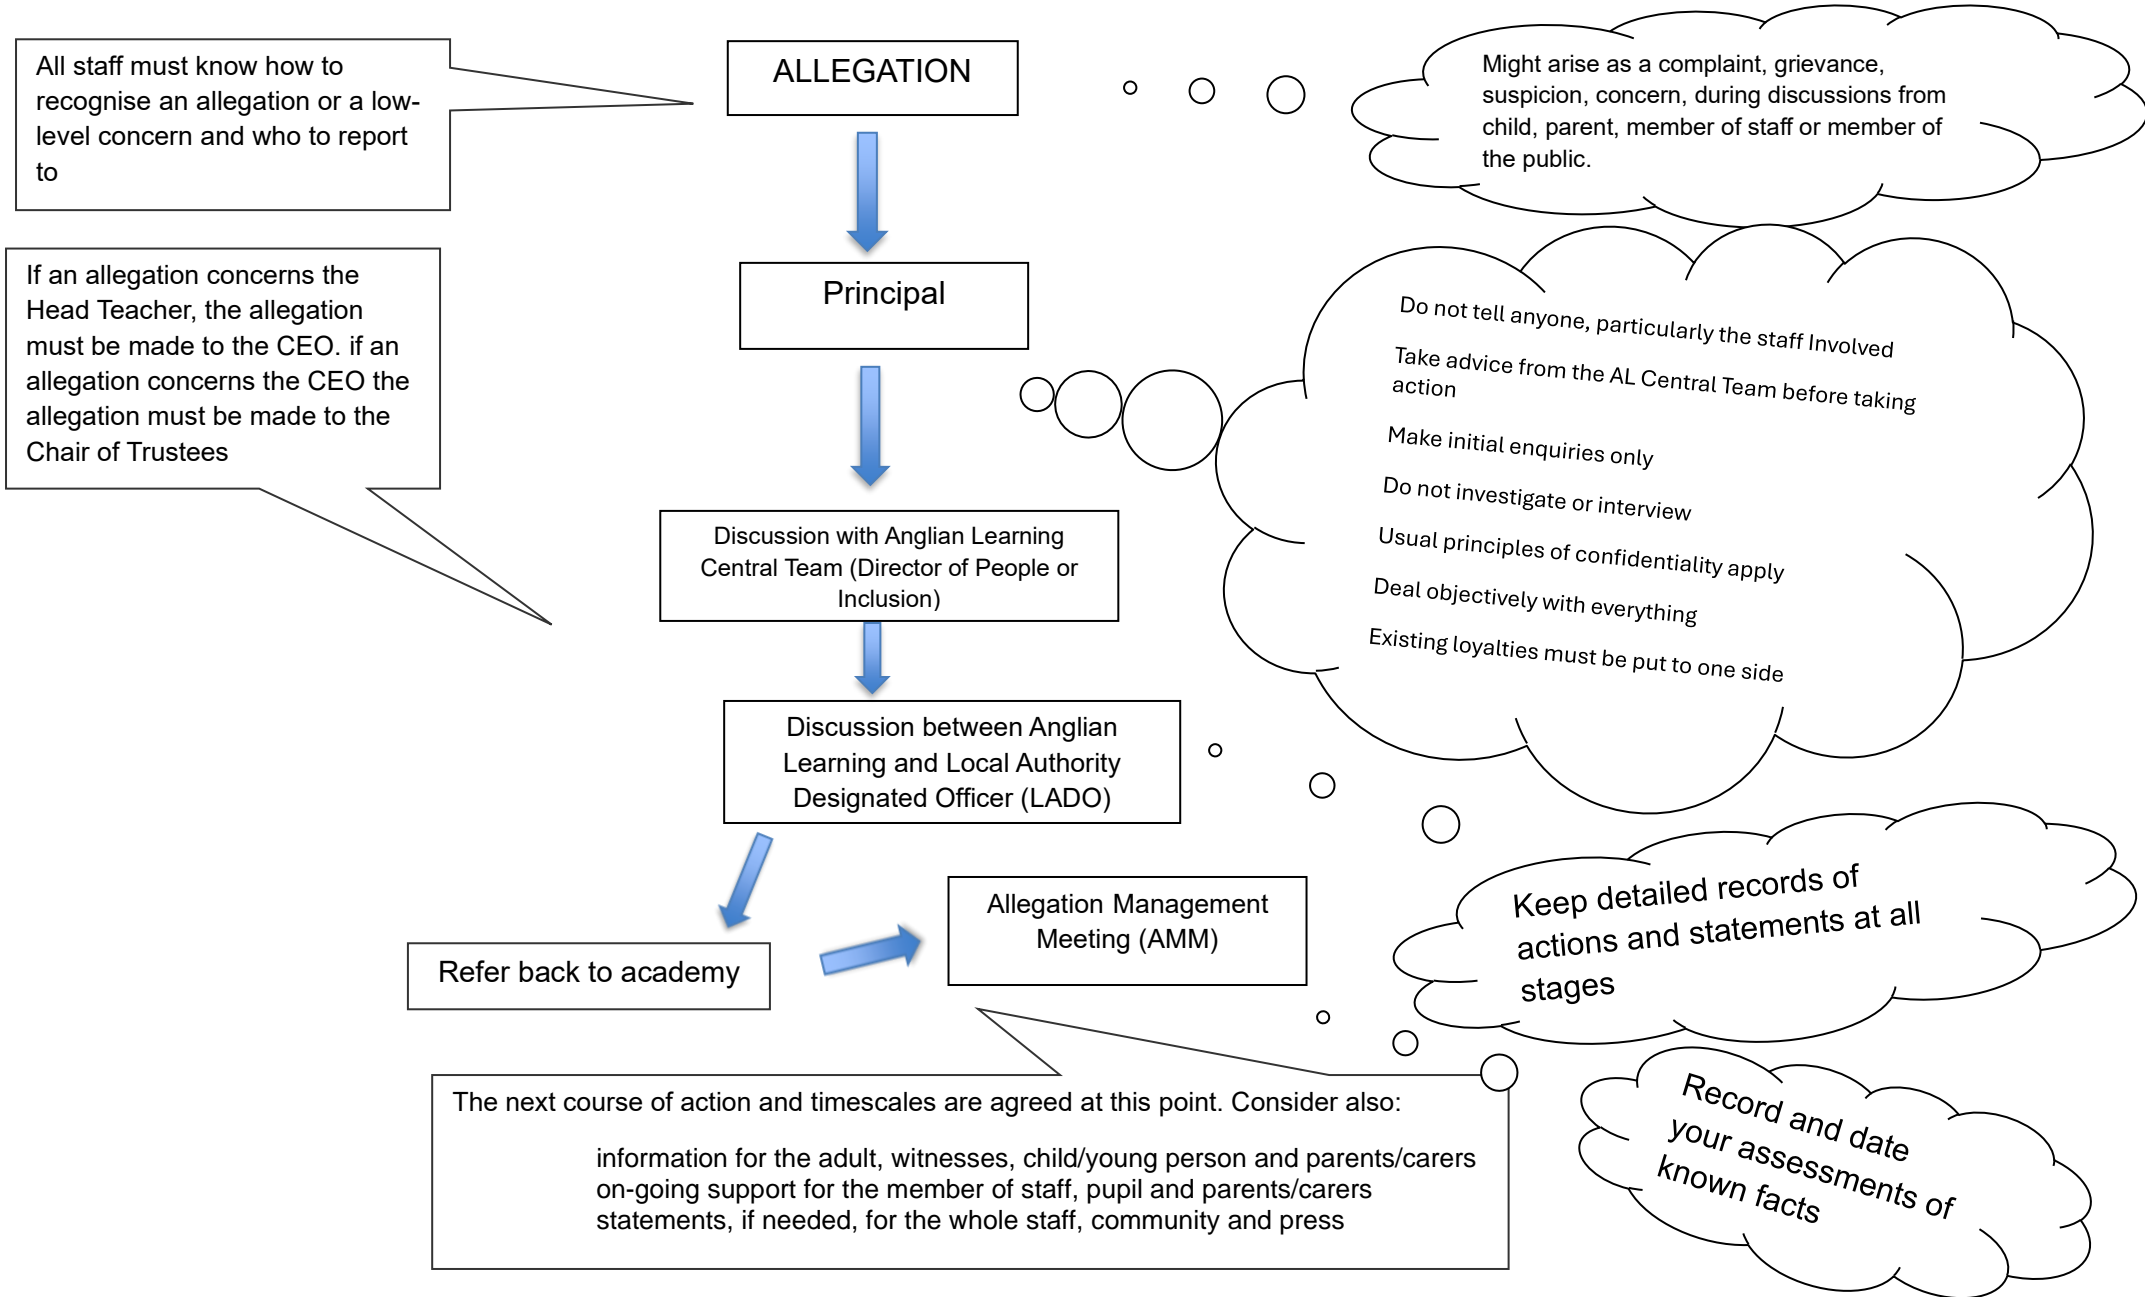 All staff must know how to
recognise an allegation or a low-
level concern and who to report
to
ALLEGATION
Might arise as a complaint, grievance,
suspicion, concern, during discussions from
child, parent, member of staff or member of
the public.
If an allegation concerns the
Head Teacher, the allegation
must be made to the CEO. if an
allegation concerns the CEO the
allegation must be made to the
Chair of Trustees
Principal
Do not tell anyone, particularly the staff Involved
Take advice from the AL Central Team before taking
action
Make initial enquiries only
Do not investigate or interview
Usual principles of confidentiality apply
Deal objectively with everything
Existing loyalties must be put to one side
Discussion with Anglian Learning
Central Team (Director of People or
Inclusion)
Discussion between Anglian
Learning and Local Authority
Designated Officer (LADO)
Refer back to academy
Allegation Management
Meeting (AMM)
Keep detailed records of
actions and statements at all
stages
The next course of action and timescales are agreed at this point. Consider also:
information for the adult, witnesses, child/young person and parents/carers
on-going support for the member of staff, pupil and parents/carers
statements, if needed, for the whole staff, community and press
Record and date
your assessments of
known facts